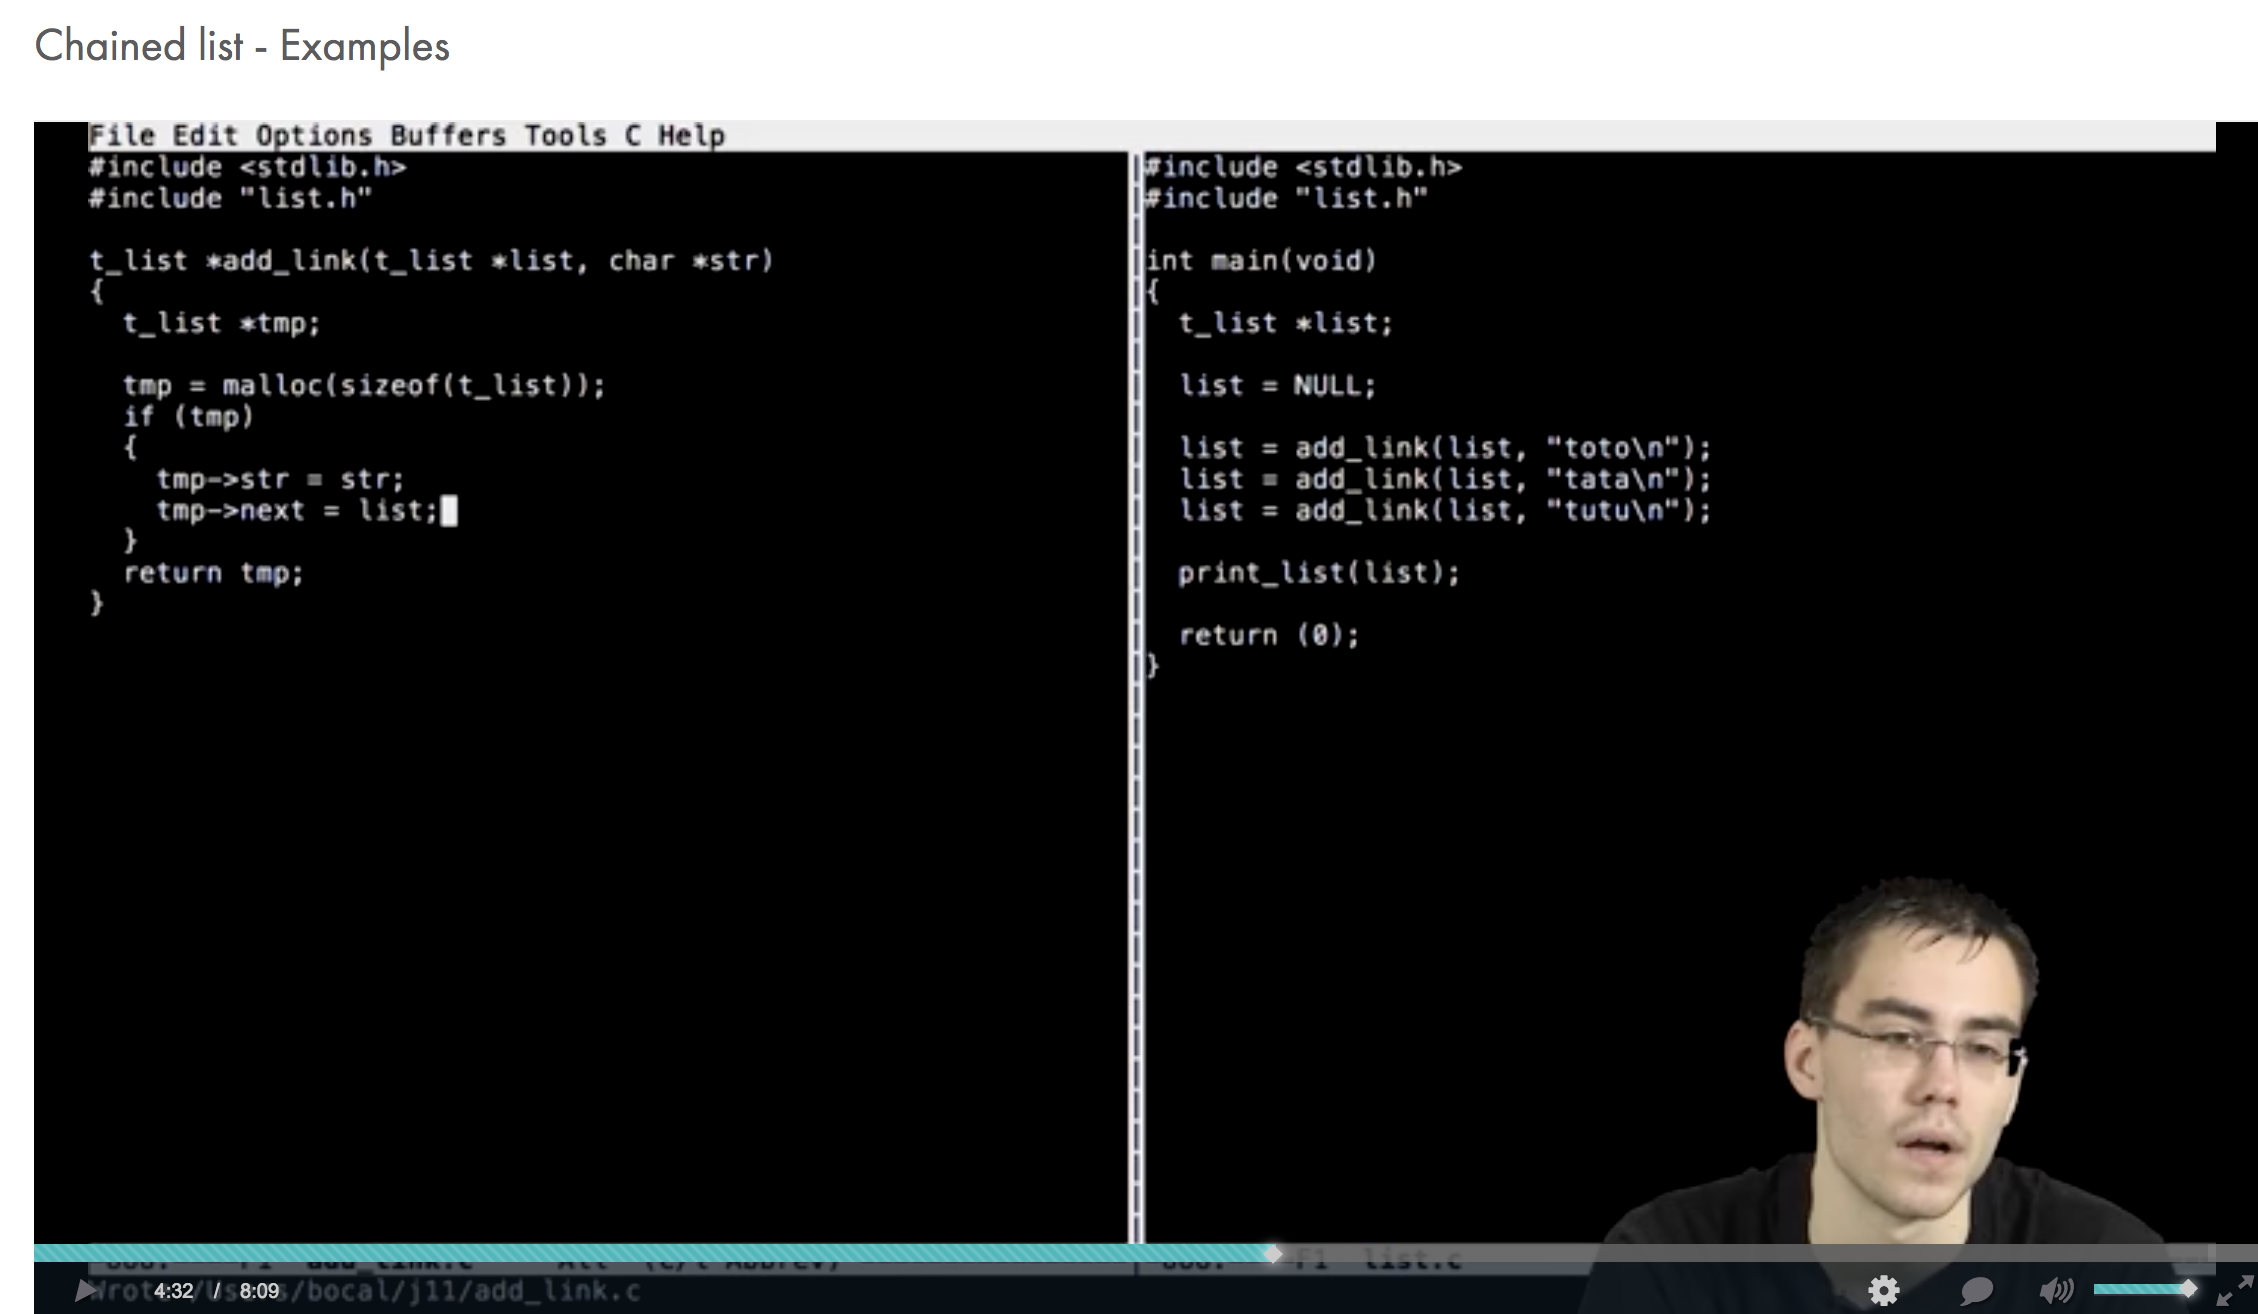 Chained list - Examples
File Edit Options Buffers Tools C Help
#include <stdlib.h>
#include "list.h"
t_list *add_link(t_list *list, char *str)
{
t_list *tmp;
tmp = malloc(sizeof(t_list));
if (tmp)
{
tmp->str = str;
tmp->next = list;
}
return tmp;
}
#include <stdlib.h>
#include "list.h"
int main(void)
{
t_list *list;
list = NULL;
list = add_link(list, "toto\n");
list = add_link(list, "tata\n");
list = add_link(list, "tutu\n");
print_list(list);
return (0);
}
F1 add_link.c All (C/l Abbrev)
F1 list.c
Wrote /Users/bocal/j11/add_link.c
4:32 / 8:09